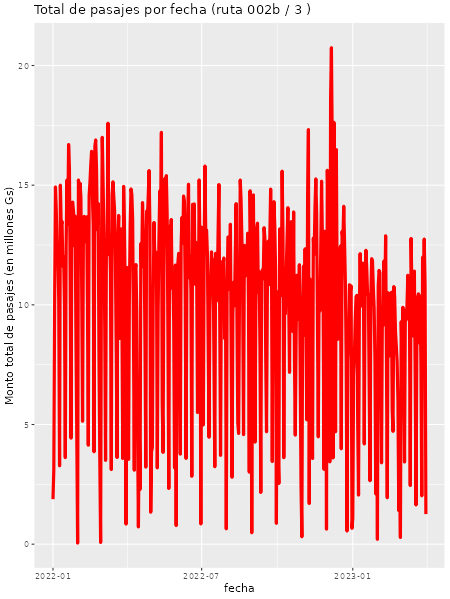 Total de pasajes por fecha (ruta 002b / 3 )
Monto total de pasajes (en millones Gs)
20
15
10
5
0
2022-01
2022-07
2023-01
fecha